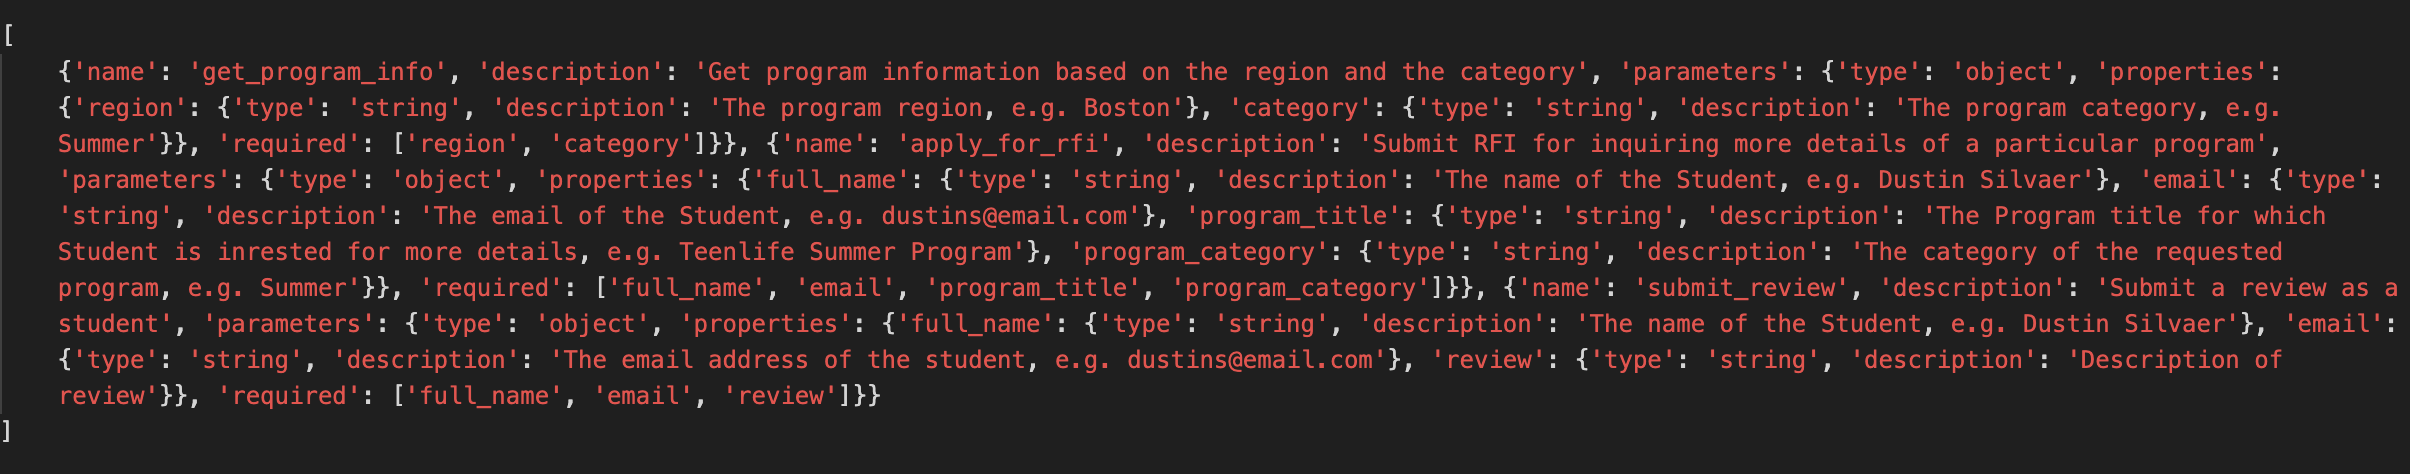 [
{'name': 'get_program_info', 'description': 'Get program information based on the region and the category', 'parameters': {'type': 'object', 'properties':
{'region': {'type': 'string', 'description': 'The program region, e.g. Boston'}, 'category': {'type': 'string', 'description': 'The program category, e.g.
Summer'}}, 'required': ['region', 'category']}}, {'name': 'apply_for_rfi', 'description': 'Submit RFI for inquiring more details of a particular program',
'parameters': {'type': 'object', 'properties': {'full_name': {'type': 'string', 'description': 'The name of the Student, e.g. Dustin Silvaer'}, 'email': {'type':
'string', 'description': 'The email of the Student, e.g. dustins@email.com'}, 'program_title': {'type': 'string', 'description': 'The Program title for which
Student is inrested for more details, e.g. Teenlife Summer Program'}, 'program_category': {'type': 'string', 'description': 'The category of the requested
program, e.g. Summer'}}, 'required': ['full_name', 'email', 'program_title', 'program_category']}}, {'name': 'submit_review', 'description': 'Submit a review as a
student', 'parameters': {'type': 'object', 'properties': {'full_name': {'type': 'string', 'description': 'The name of the Student, e.g. Dustin Silvaer'}, 'email':
{'type': 'string', 'description': 'The email address of the student, e.g. dustins@email.com'}, 'review': {'type': 'string', 'description': 'Description of
review'}}, 'required': ['full_name', 'email', 'review']}}
]